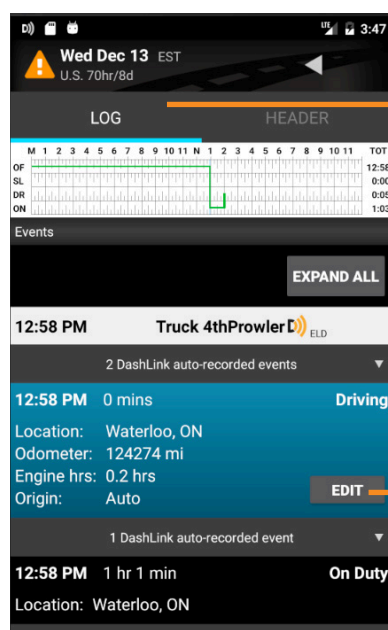 D)) 3:47
LTE
Wed Dec 13 EST
U.S. 70hr/8d
LOG HEADER
M 1 2 3 4 5 6 7 8 9 10 11 N 1 2 3 4 5 6 7 8 9 10 11 TOT
OF 12:58
SL 0:00
DR 0:05
ON 1:03
Events
EXPAND ALL
12:58 PM Truck 4thProwler D)) ELD
2 DashLink auto-recorded events
12:58 PM 0 mins Driving
Location: Waterloo, ON
Odometer: 124274 mi
Engine hrs: 0.2 hrs
Origin: Auto
EDIT
1 DashLink auto-recorded event
12:58 PM 1 hr 1 min On Duty
Location: Waterloo, ON